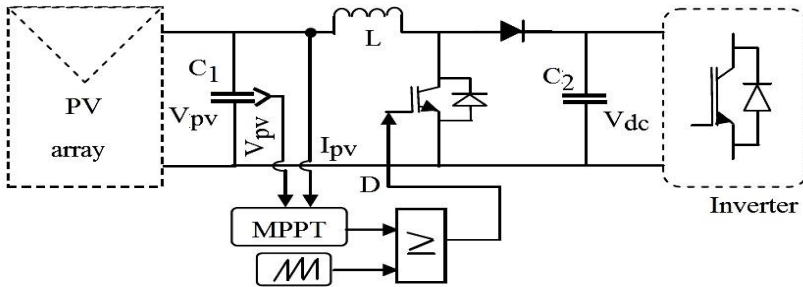 PV
array
C1
Vpv
Vpv
Ipv
L
D
C2
Vdc
MPPT
≥
Inverter